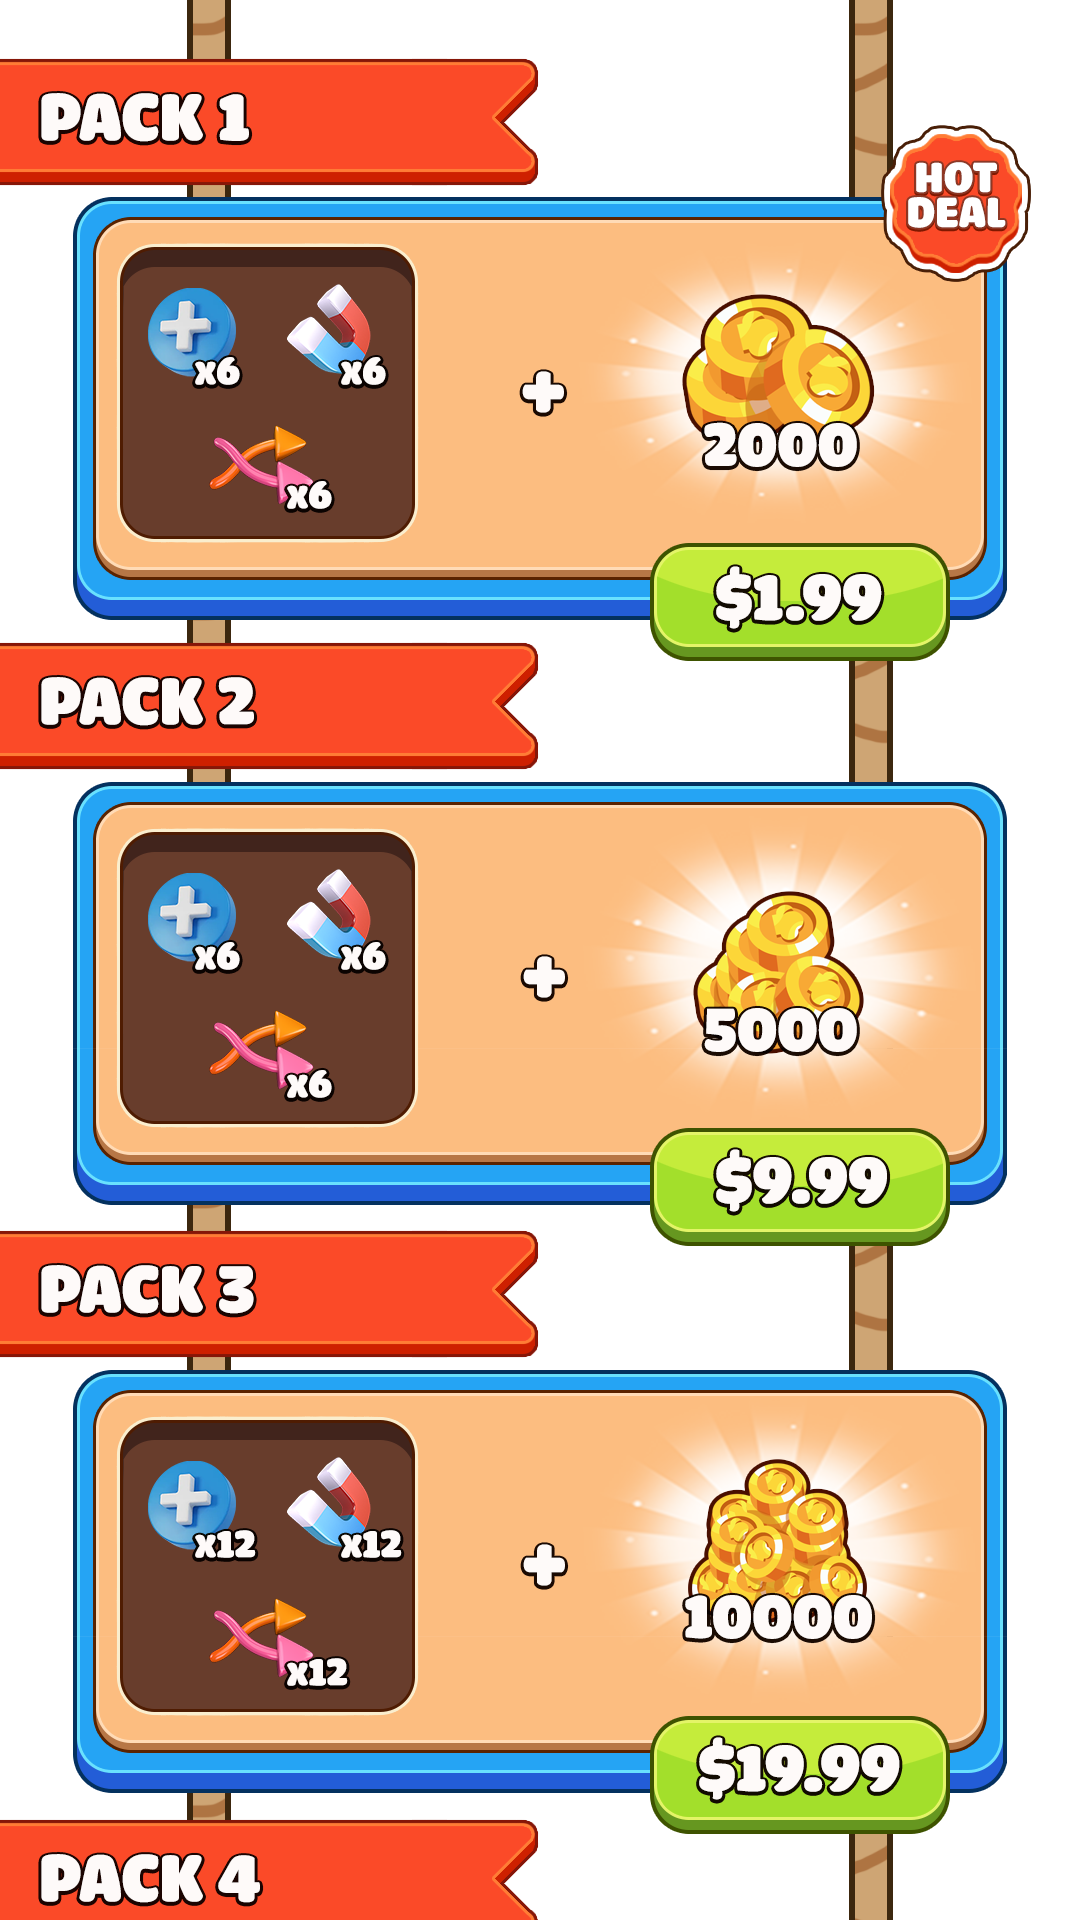 PACK 1
HOT
DEAL
x6
x6
x6
+
2000
$1.99
PACK 2
x6
x6
x6
+
5000
$9.99
PACK 3
x12
x12
x12
+
10000
$19.99
PACK 4